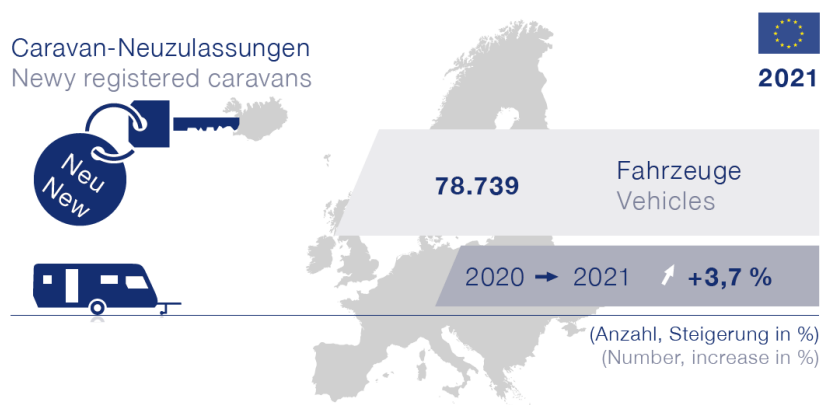 Caravan-Neuzulassungen
Newy registered caravans
2021
Neu
New
78.739
Fahrzeuge
Vehicles
2020 → 2021 +3,7 %
(Anzahl, Steigerung in %)
(Number, increase in %)